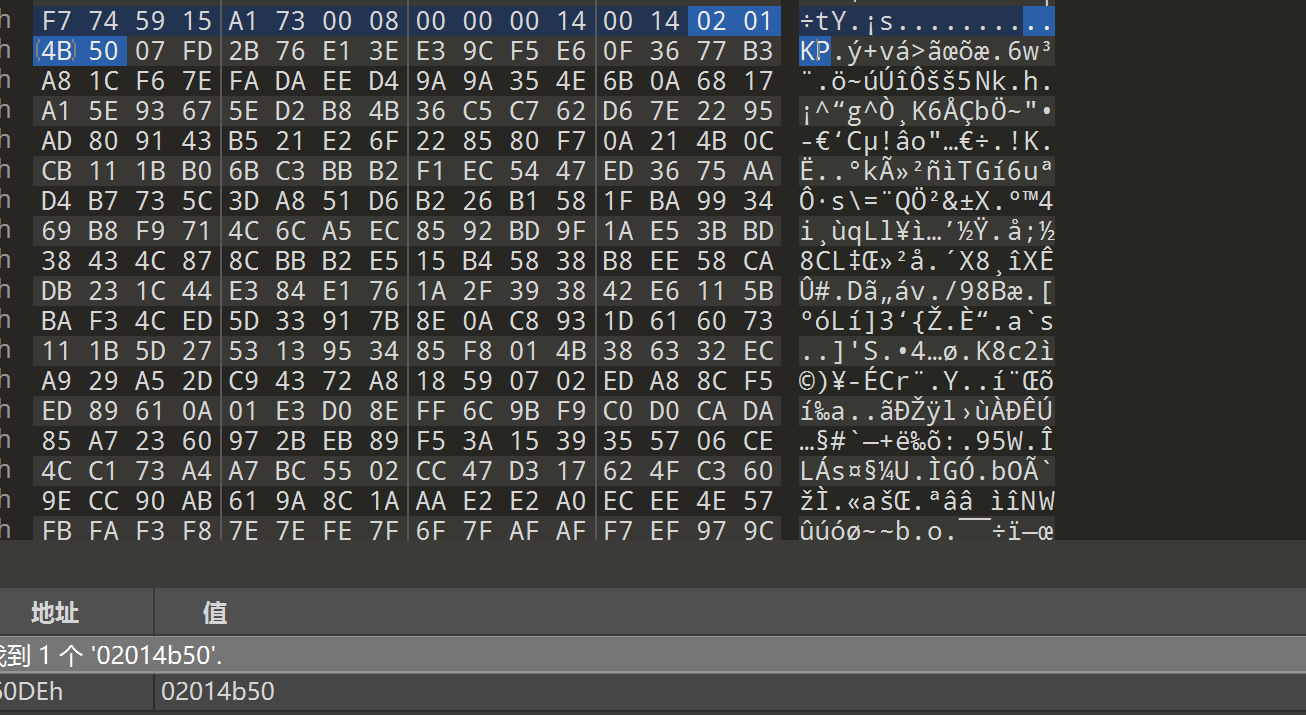 h F7 74 59 15 A1 73 00 08 00 00 00 14 00 14 02 01 ÷tY.¡s..........
h 4B 50 07 FD 2B 76 E1 3E E3 9C F5 E6 0F 36 77 B3 KP.ý+vá>ãœõæ.6w³
h A8 1C F6 7E FA DA EE D4 9A 9A 35 4E 6B 0A 68 17 ¨.ö~úÚîÔšš5Nk.h.
h A1 5E 93 67 5E D2 B8 4B 36 C5 C7 62 D6 7E 22 95 ¡^“g^Ò¸K6ÅÇbÖ~"•
h AD 80 91 43 B5 21 E2 6F 22 85 80 F7 0A 21 4B 0C -€‘Cµ!âo"…€÷.!K.
h CB 11 1B B0 6B C3 BB B2 F1 EC 54 47 ED 36 75 AA Ë..°kÃ»²ñìTGí6uª
h D4 B7 73 5C 3D A8 51 D6 B2 26 B1 58 1F BA 99 34 Ô·s\=¨QÖ²&±X.º™4
h 69 B8 F9 71 4C 6C A5 EC 85 92 BD 9F 1A E5 3B BD i¸ùqLl¥ì…’½Ÿ.å;½
h 38 43 4C 87 8C BB B2 E5 15 B4 58 38 B8 EE 58 CA 8CL‡Œ»²å.´X8¸îXÊ
h DB 23 1C 44 E3 84 E1 76 1A 2F 39 38 42 E6 11 5B Û#.Dã„áv./98Bæ.[
h BA F3 4C ED 5D 33 91 7B 8E 0A C8 93 1D 61 60 73 ºóLí]3‘{Ž.È“.a`s
h 11 1B 5D 27 53 13 95 34 85 F8 01 4B 38 63 32 EC ..]'S.•4…ø.K8c2ì
h A9 29 A5 2D C9 43 72 A8 18 59 07 02 ED A8 8C F5 ©)¥-ÉCr¨.Y..í¨Œõ
h ED 89 61 0A 01 E3 D0 8E FF 6C 9B F9 C0 D0 CA DA í‰a..ãÐŽÿl›ùÀÐÊÚ
h 85 A7 23 60 97 2B EB 89 F5 3A 15 39 35 57 06 CE …§#`—+ë‰õ:.95W.Î
h 4C C1 73 A4 A7 BC 55 02 CC 47 D3 17 62 4F C3 60 LÁs¤§¼U.ÌGÓ.bOÃ`
h 9E CC 90 AB 61 9A 8C 1A AA E2 E2 A0 EC EE 4E 57 žÌ.«ašŒ.ªââ ìîNW
h FB FA F3 F8 7E 7E FE 7F 6F 7F AF AF F7 EF 97 9C ûúóø~~þ.o.¯¯÷ï—œ
地址 值
找到 1 个 '02014b50'.
50DEh 02014b50